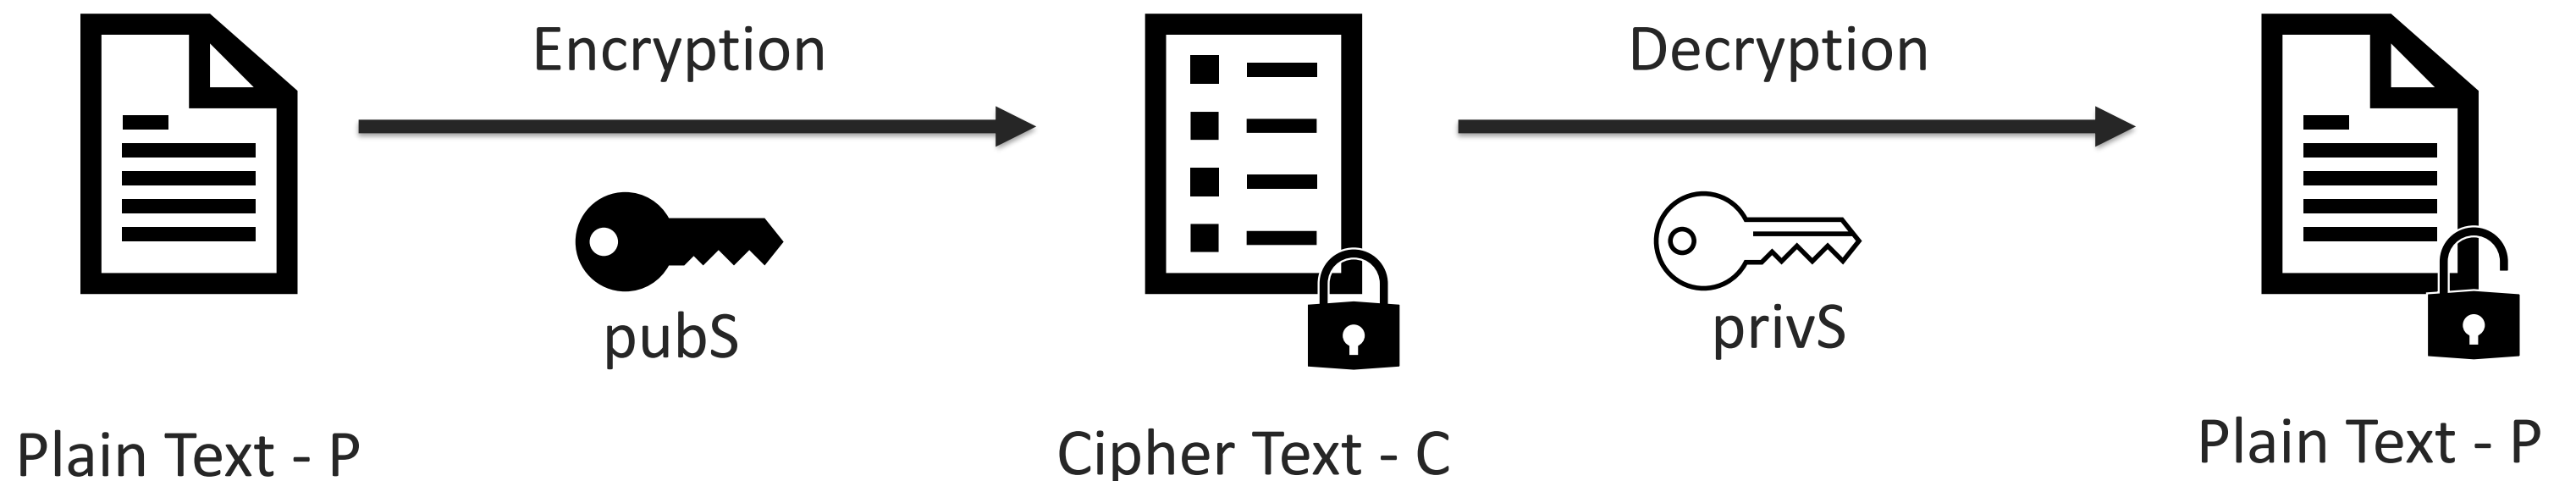 Encryption
Decryption
pubS
privS
Plain Text - P
Cipher Text - C
Plain Text - P